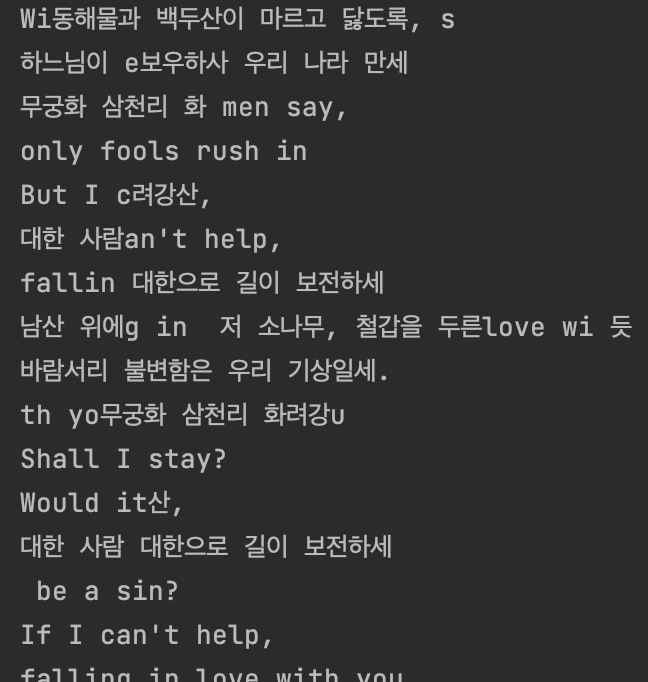 Wi동해물과 백두산이 마르고 닳도록, s
하느님이 e보우하사 우리 나라 만세
무궁화 삼천리 화 men say,
only fools rush in
But I c려강산,
대한 사람an't help,
fallin 대한으로 길이 보전하세
남산 위에g in  저 소나무, 철갑을 두른love wi 듯
바람서리 불변함은 우리 기상일세.
th yo무궁화 삼천리 화려강u
Shall I stay?
Would it산,
대한 사람 대한으로 길이 보전하세
 be a sin?
If I can't help,
falling in love with you